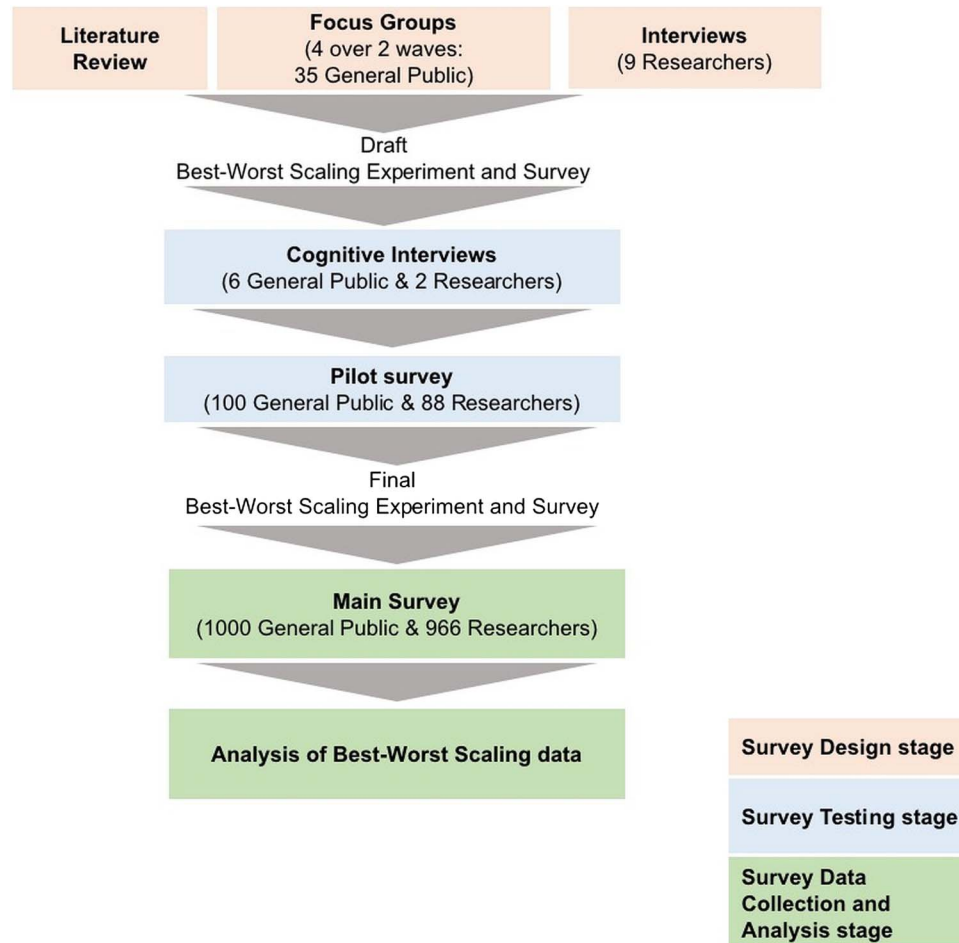 Literature
Review
Focus Groups
(4 over 2 waves:
35 General Public)
Interviews
(9 Researchers)
Draft
Best-Worst Scaling Experiment and Survey
Cognitive Interviews
(6 General Public & 2 Researchers)
Pilot survey
(100 General Public & 88 Researchers)
Final
Best-Worst Scaling Experiment and Survey
Main Survey
(1000 General Public & 966 Researchers)
Analysis of Best-Worst Scaling data
Survey Design stage
Survey Testing stage
Survey Data
Collection and
Analysis stage